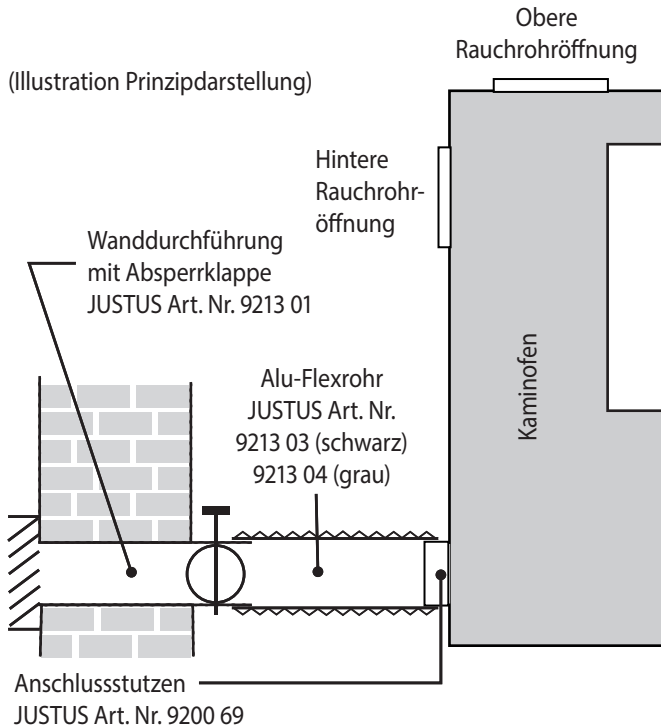 Obere
Rauchrohröffnung
(Illustration Prinzipdarstellung)
Hintere
Rauchrohr-
öffnung
Wanddurchführung
mit Absperrklappe
JUSTUS Art. Nr. 9213 01
Alu-Flexrohr
JUSTUS Art. Nr.
9213 03 (schwarz)
9213 04 (grau)
Kaminofen
Anschlussstutzen
JUSTUS Art. Nr. 9200 69